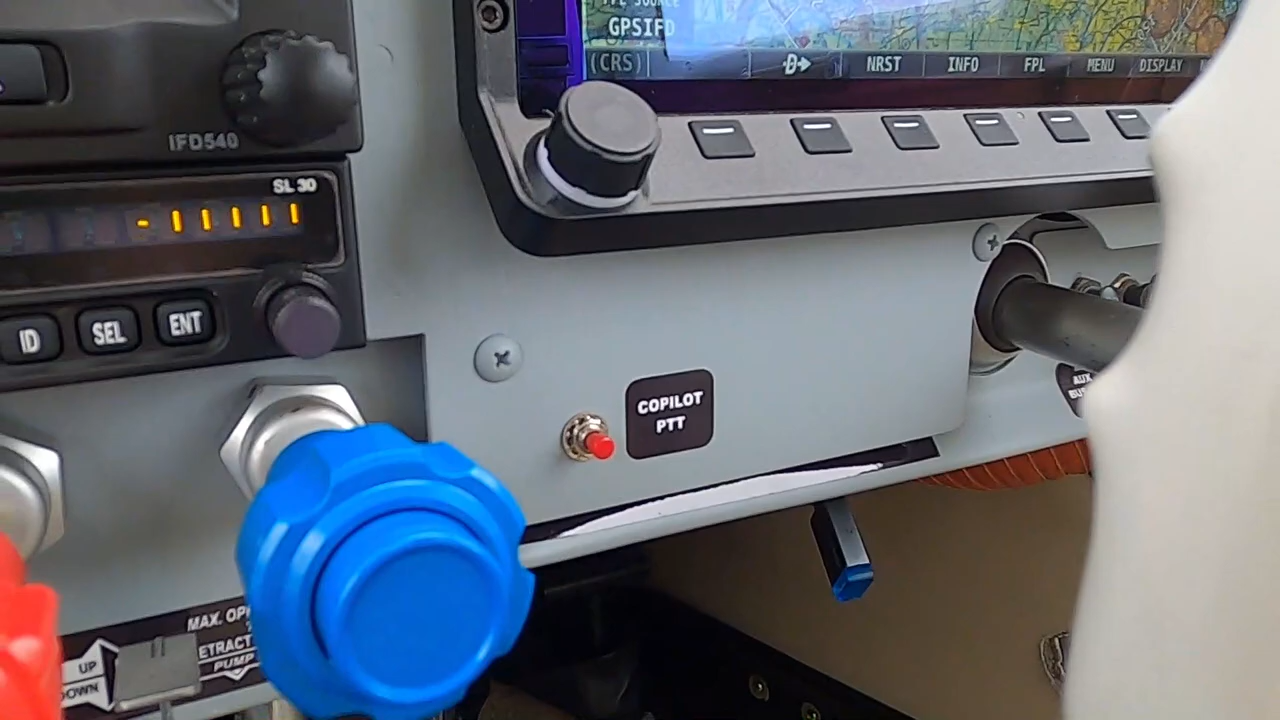 GPSIFD
(CRS)
NRST
INFO
FPL
MENU
DISPLAY
IFD540
SL 30
ID
SEL
ENT
COPILOT
PTT
AUX
MAX. OP
UP
DOWN
PUMP